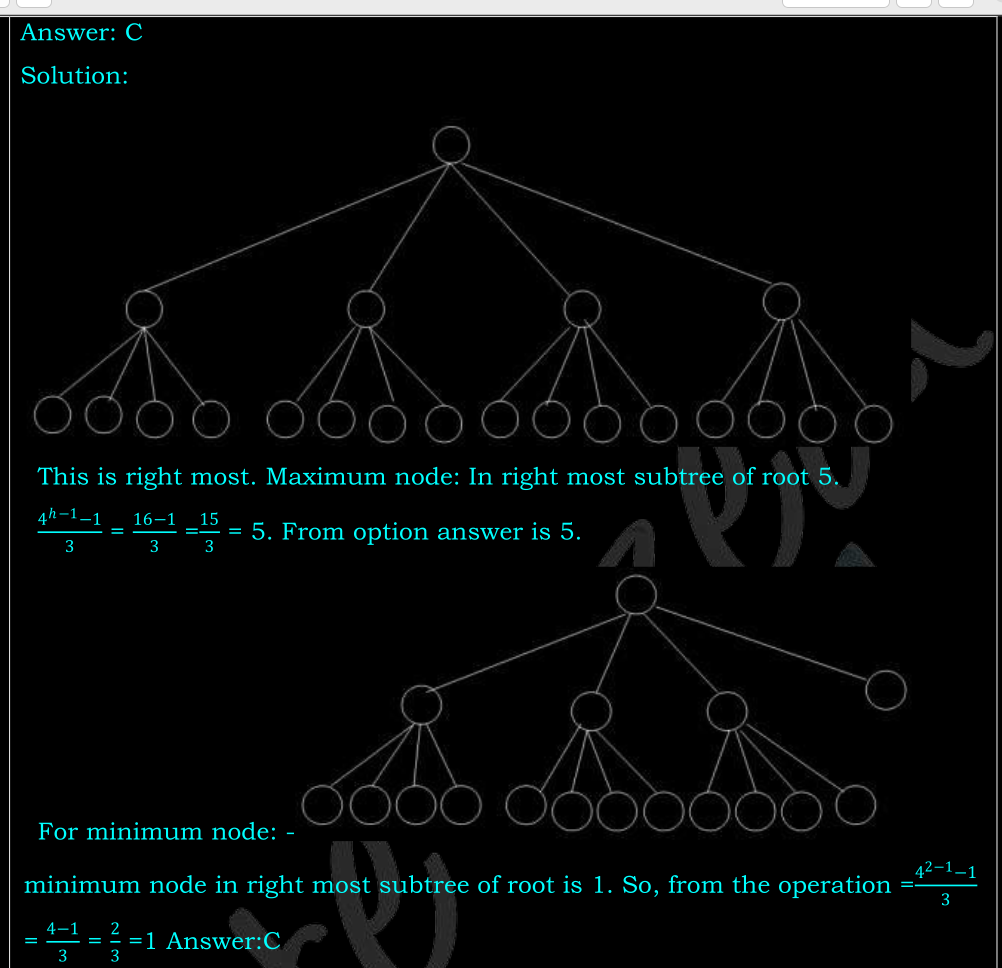 Answer: C
Solution:
This is right most. Maximum node: In right most subtree of root 5.
\frac{4^{h-1}-1}{3} = \frac{16-1}{3} =\frac{15}{3} = 5. From option answer is 5.
For minimum node: -
minimum node in right most subtree of root is 1. So, from the operation =\frac{4^{2-1}-1}{3}
= \frac{4-1}{3} = \frac{2}{3} =1 Answer:C